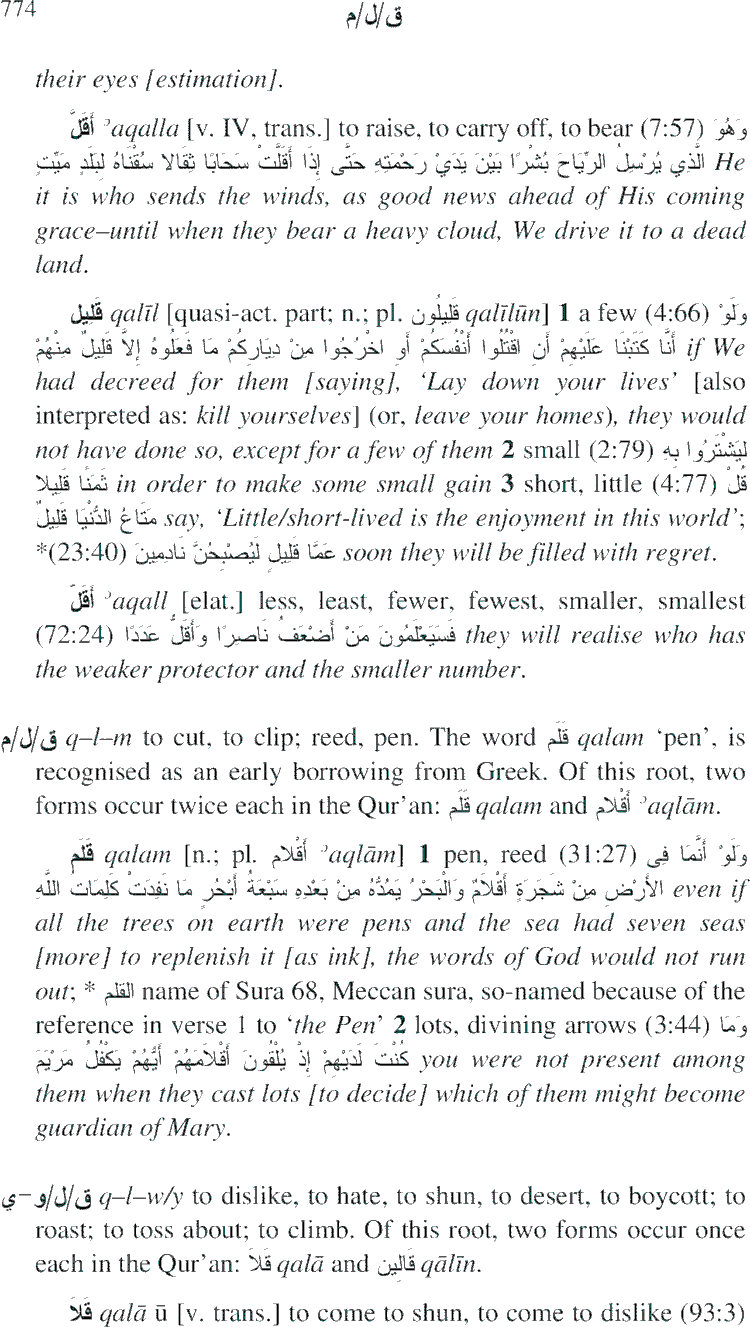 774
ق/ل/م
their eyes [estimation].
أَقَلَّ ʾaqalla [v. IV, trans.] to raise, to carry off, to bear (7:57) وَهُوَ
الَّذِي يُرْسِلُ الرِّيَاحَ بُشْرًا بَيْنَ يَدَيْ رَحْمَتِهِ حَتَّى إِذَا أَقَلَّتْ سَحَابًا ثِقَالا سُقْنَاهُ لِبَلَدٍ مَيِّتٍ He
it is who sends the winds, as good news ahead of His coming
grace–until when they bear a heavy cloud, We drive it to a dead
land.
قَلِيل qalīl [quasi-act. part; n.; pl. قَلِيلُون qalīlūn] 1 a few (4:66) وَلَوْ
أَنَّا كَتَبْنَا عَلَيْهِمْ أَنِ اقْتُلُوا أَنْفُسَكُمْ أَوِ اخْرُجُوا مِنْ دِيَارِكُمْ مَا فَعَلُوهُ إِلاَّ قَلِيلٌ مِنْهُمْ if We
had decreed for them [saying], ‘Lay down your lives’ [also
interpreted as: kill yourselves] (or, leave your homes), they would
not have done so, except for a few of them 2 small (2:79) لِيَشْتَرُوا بِهِ
ثَمَنًا قَلِيلا in order to make some small gain 3 short, little (4:77) قُلْ
مَتَاعُ الدُّنْيَا قَلِيلٌ say, ‘Little/short-lived is the enjoyment in this world’;
*(23:40) عَمَّا قَلِيلٍ لَيُصْبِحُنَّ نَادِمِينَ soon they will be filled with regret.
أَقَلّ ʾaqall [elat.] less, least, fewer, fewest, smaller, smallest
(72:24) فَسَيَعْلَمُونَ مَنْ أَضْعَفُ نَاصِرًا وَأَقَلُّ عَدَدًا they will realise who has
the weaker protector and the smaller number.
ق/ل/م q–l–m to cut, to clip; reed, pen. The word قَلَم qalam ‘pen’, is
recognised as an early borrowing from Greek. Of this root, two
forms occur twice each in the Qur’an: قَلَم qalam and أَقْلام ʾaqlām.
قَلَم qalam [n.; pl. أَقْلام ʾaqlām] 1 pen, reed (31:27) وَلَوْ أَنَّمَا فِى
الأَرْضِ مِنْ شَجَرَةٍ أَقْلامٌ وَالْبَحْرُ يَمُدُّهُ مِنْ بَعْدِهِ سَبْعَةُ أَبْحُرٍ مَا نَفِدَتْ كَلِمَات اللَّهِ even if
all the trees on earth were pens and the sea had seven seas
[more] to replenish it [as ink], the words of God would not run
out; * القلم name of Sura 68, Meccan sura, so-named because of the
reference in verse 1 to ‘the Pen’ 2 lots, divining arrows (3:44) وَمَا
كُنْتَ لَدَيْهِمْ إِذْ يُلْقُونَ أَقْلَامَهُمْ أَيُّهُمْ يَكْفُلُ مَرْيَمَ you were not present among
them when they cast lots [to decide] which of them might become
guardian of Mary.
ق/ل/و–ي q–l–w/y to dislike, to hate, to shun, to desert, to boycott; to
roast; to toss about; to climb. Of this root, two forms occur once
each in the Qur’an: قَلاَ qalā and قَالِين qālīn.
قَلاَ qalā ū [v. trans.] to come to shun, to come to dislike (93:3)